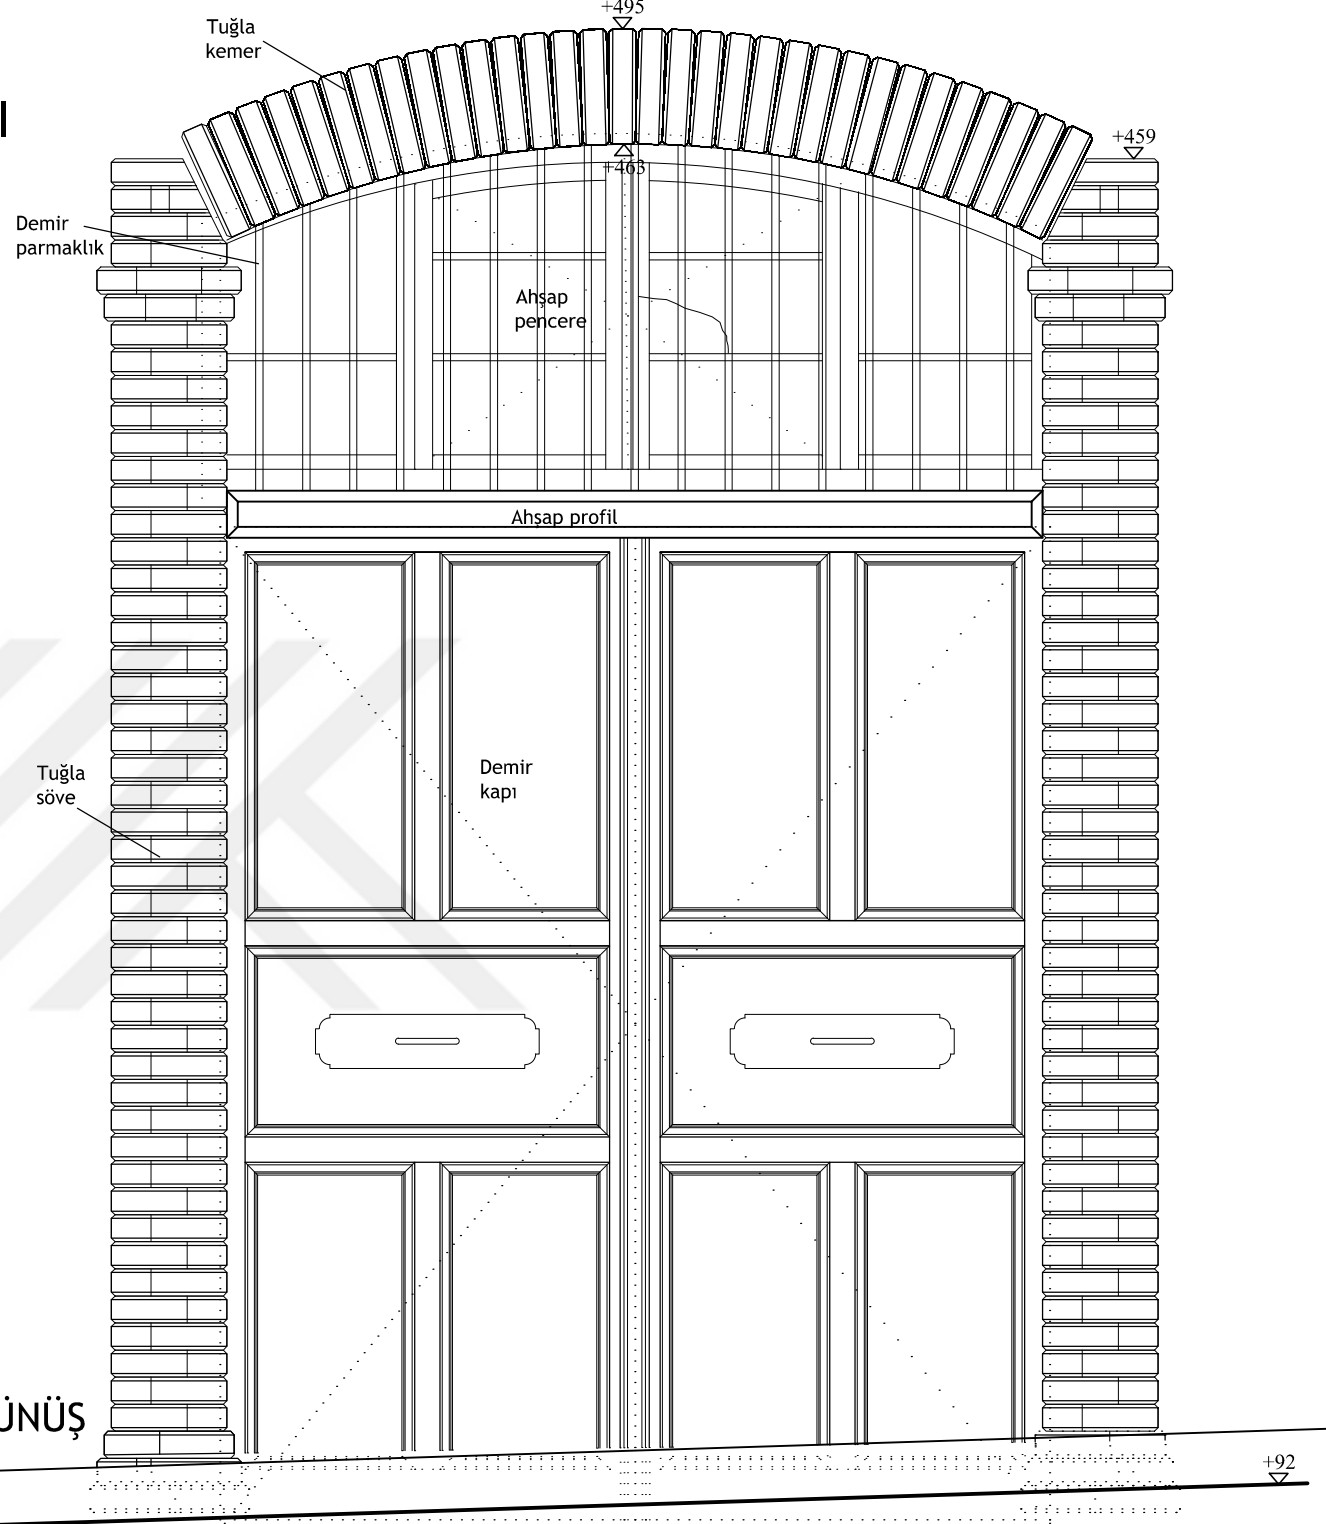 +495
Tuğla
kemer
+459
+463
Demir
parmaklık
Ahşap
pencere
Ahşap profil
Demir
kapı
Tuğla
söve
ÜNÜŞ
+92